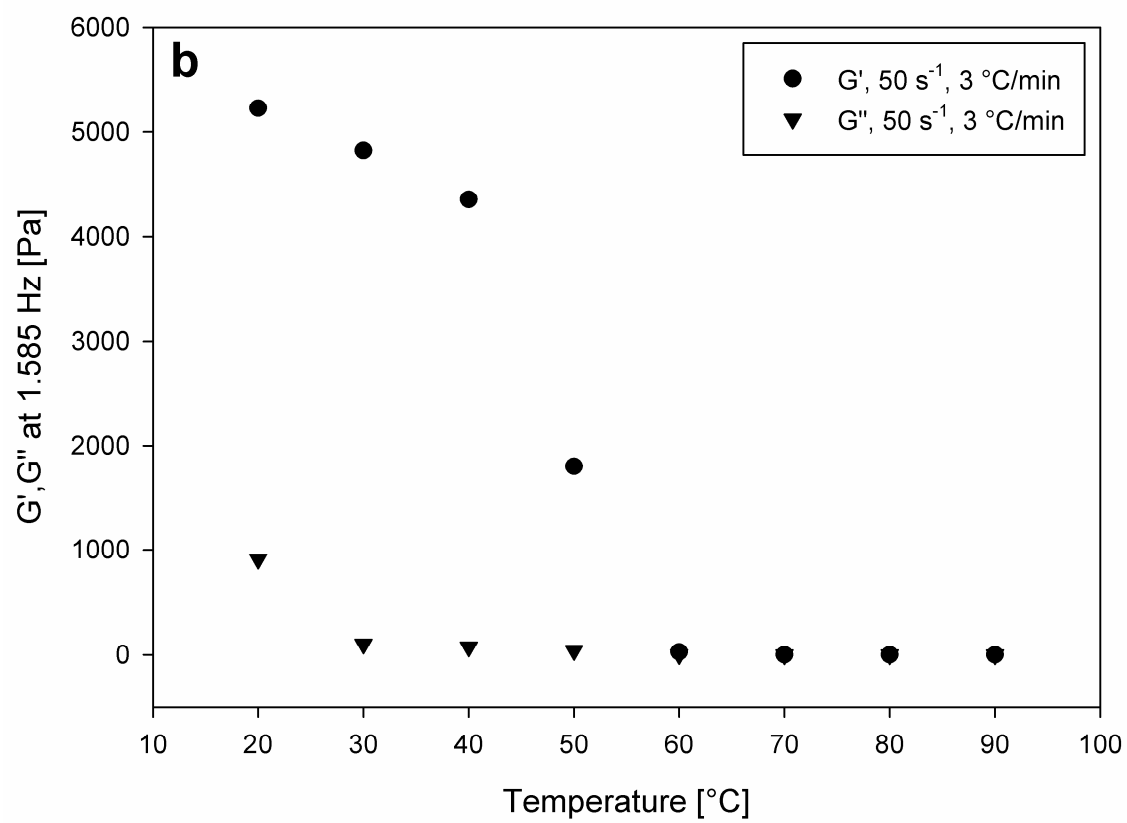 b
G', 50 s⁻¹, 3 °C/min
G'', 50 s⁻¹, 3 °C/min
6000
5000
4000
3000
2000
1000
0
G',G'' at 1.585 Hz [Pa]
10 20 30 40 50 60 70 80 90 100
Temperature [°C]